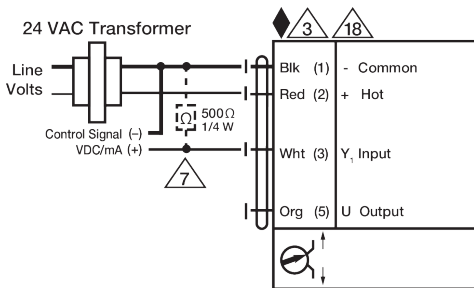 24 VAC Transformer
3
18
Line
Volts
Blk (1) - Common
Red (2) + Hot
Ω 500Ω
1/4 W
Control Signal (–)
VDC/mA (+)
Wht (3) Y₁ Input
7
Org (5) U Output